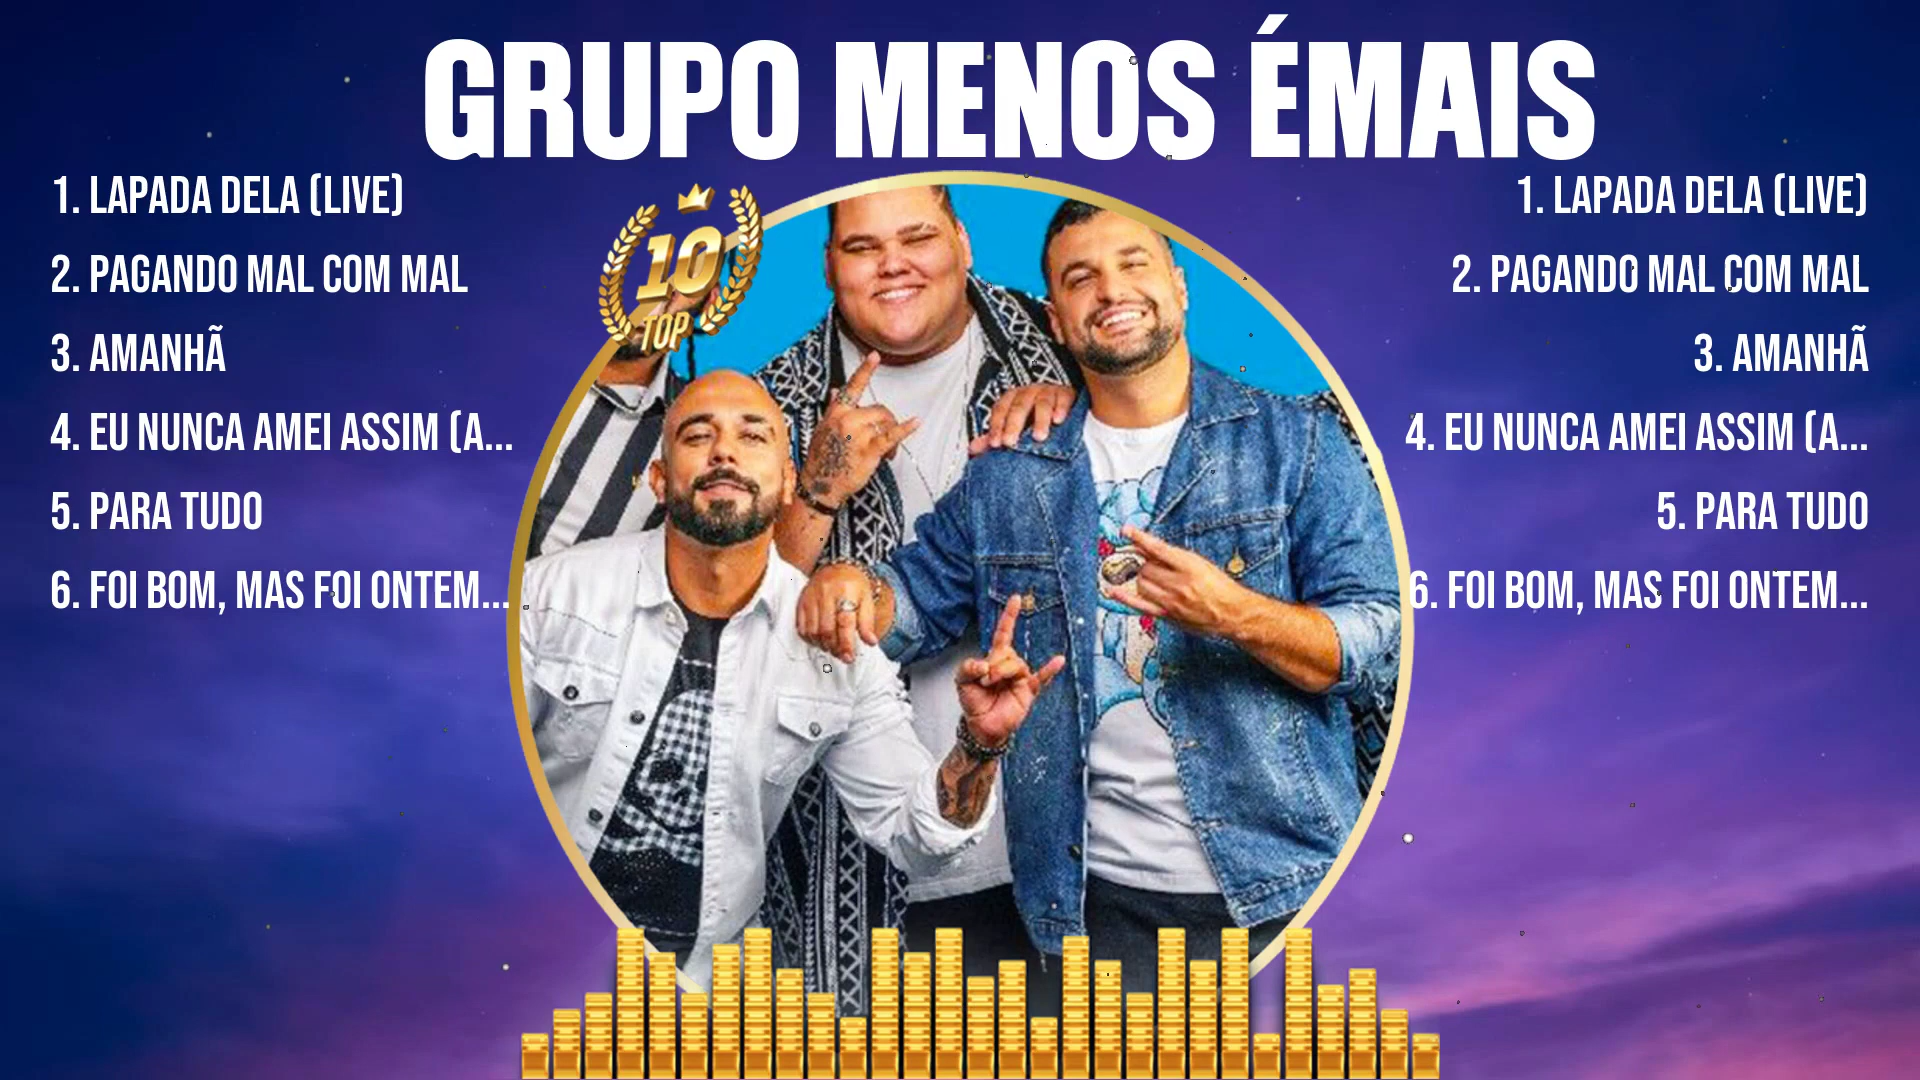 GRUPO MENOS ÉMAIS
1. LAPADA DELA (LIVE)
2. PAGANDO MAL COM MAL
3. AMANHÃ
4. EU NUNCA AMEI ASSIM (A...
5. PARA TUDO
6. FOI BOM, MAS FOI ONTEM...
10
TOP
1. LAPADA DELA (LIVE)
2. PAGANDO MAL COM MAL
3. AMANHÃ
4. EU NUNCA AMEI ASSIM (A...
5. PARA TUDO
6. FOI BOM, MAS FOI ONTEM...